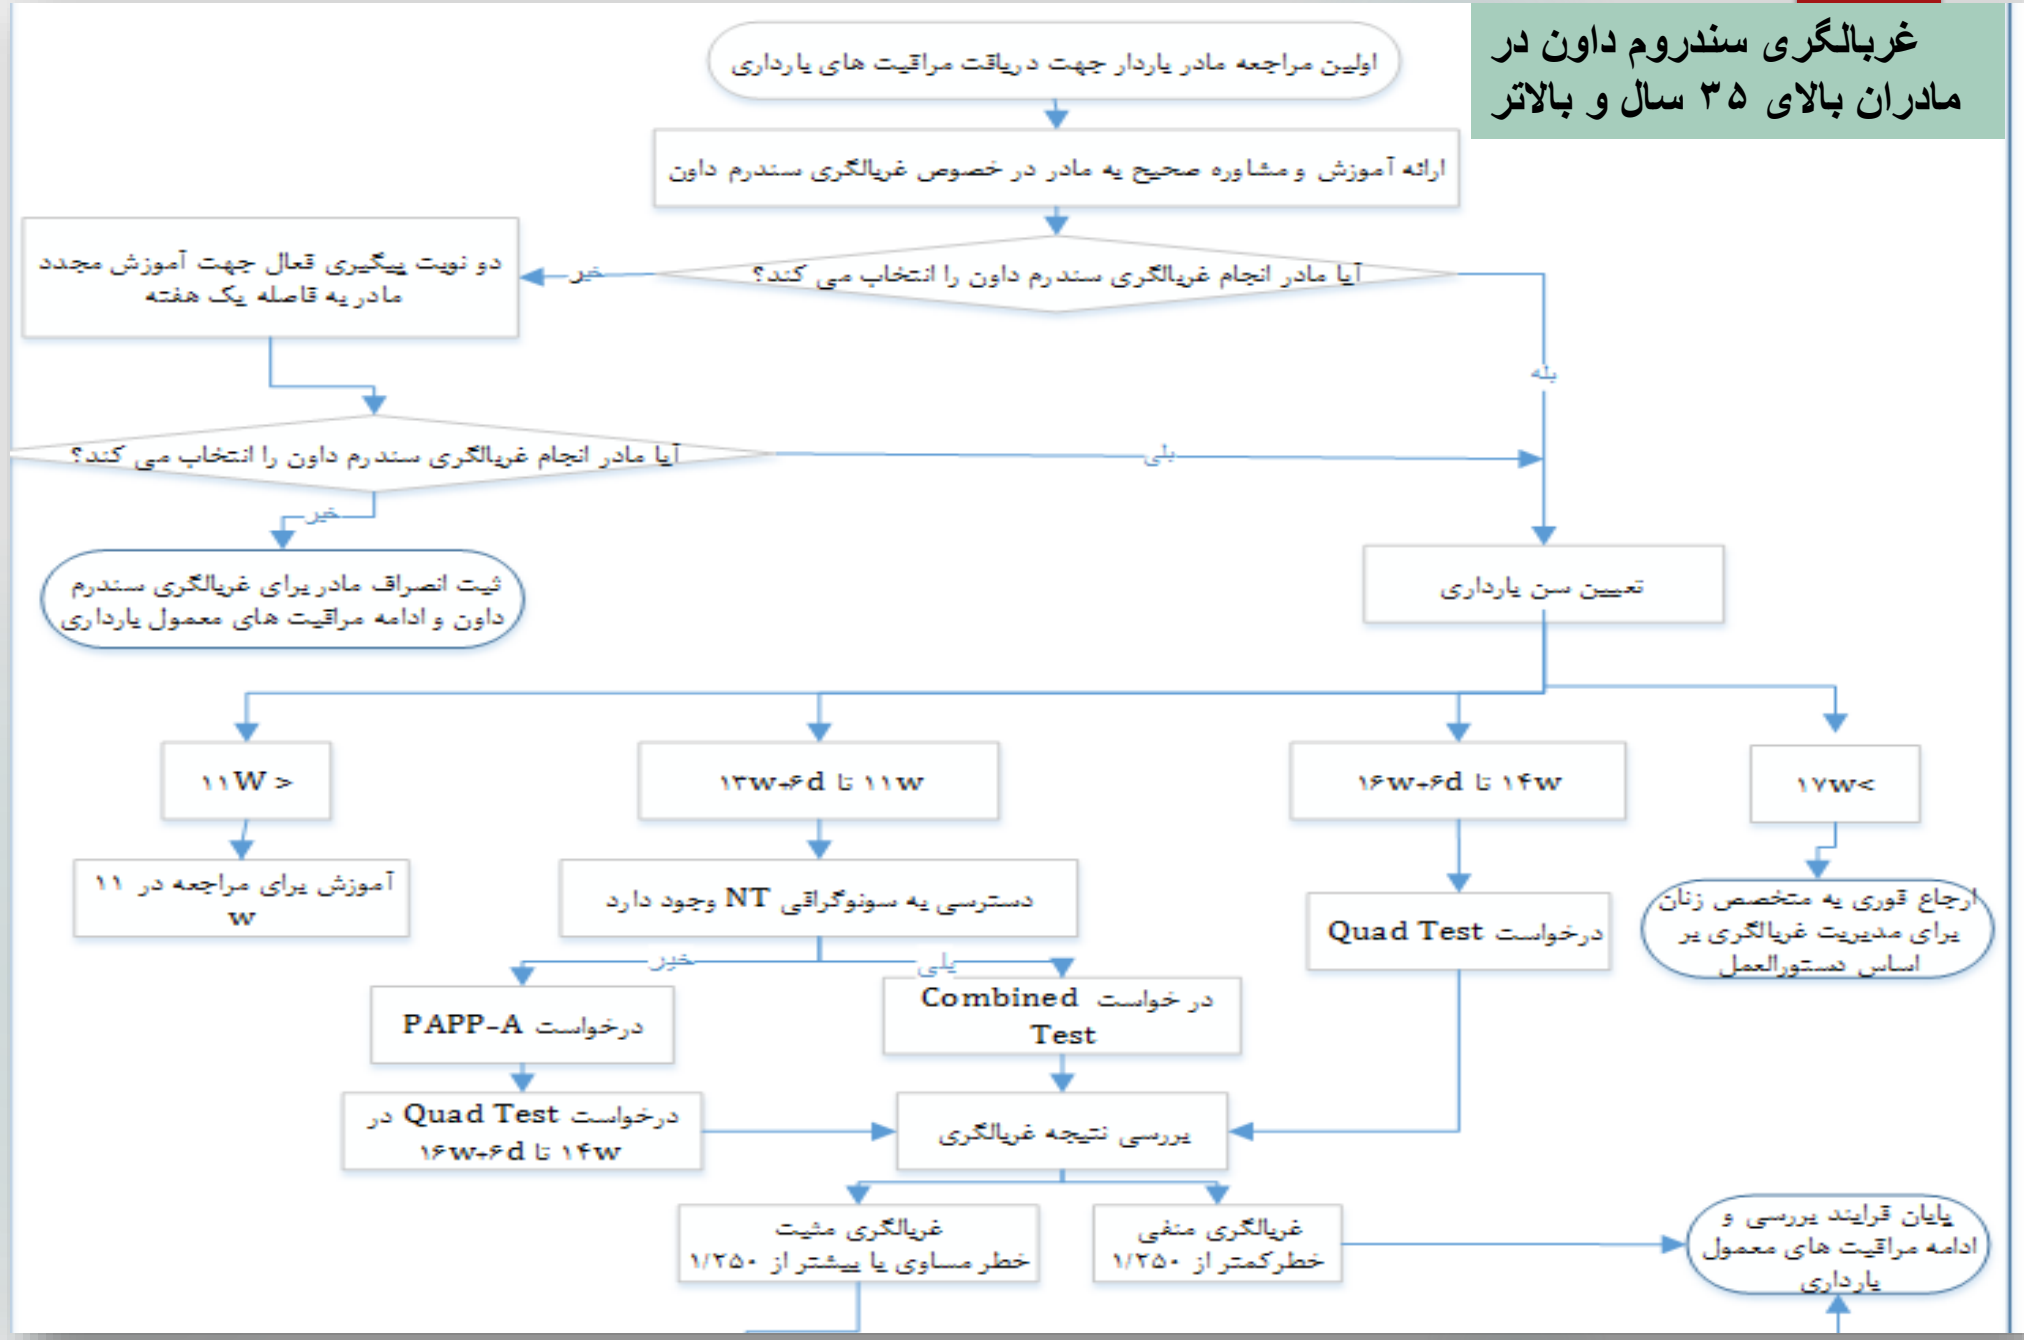 غربالگری سندروم داون در
مادران بالای ۳۵ سال و بالاتر
اولین مراجعه مادر باردار جهت دریافت مراقبت های بارداری
ارائه آموزش و مشاوره صحیح به مادر در خصوص غربالگری سندرم داون
آیا مادر انجام غربالگری سندرم داون را انتخاب می کند؟
خیر
بله
دو نوبت پیگیری فعال جهت آموزش مجدد
مادر به فاصله یک هفته
آیا مادر انجام غربالگری سندرم داون را انتخاب می کند؟
بلی
خیر
ثبت انصراف مادر برای غربالگری سندرم
داون و ادامه مراقبت های معمول بارداری
تعیین سن بارداری
۱۷w<
۱۴w تا ۱۶w+۶d
۱۱w تا ۱۳w+۶d
۱۱W >
ارجاع فوری به متخصص زنان
برای مدیریت غربالگری بر
اساس دستورالعمل
درخواست Quad Test
دسترسی به سونوگرافی NT وجود دارد
آموزش برای مراجعه در ۱۱
w
بلی
خیر
در خواست Combined
Test
درخواست PAPP-A
درخواست Quad Test در
۱۴w تا ۱۶w+۶d
بررسی نتیجه غربالگری
غربالگری منفی
خطرکمتر از ۱/۲۵۰
غربالگری مثبت
خطر مساوی یا بیشتر از ۱/۲۵۰
پایان فرایند بررسی و
ادامه مراقبت های معمول
بارداری